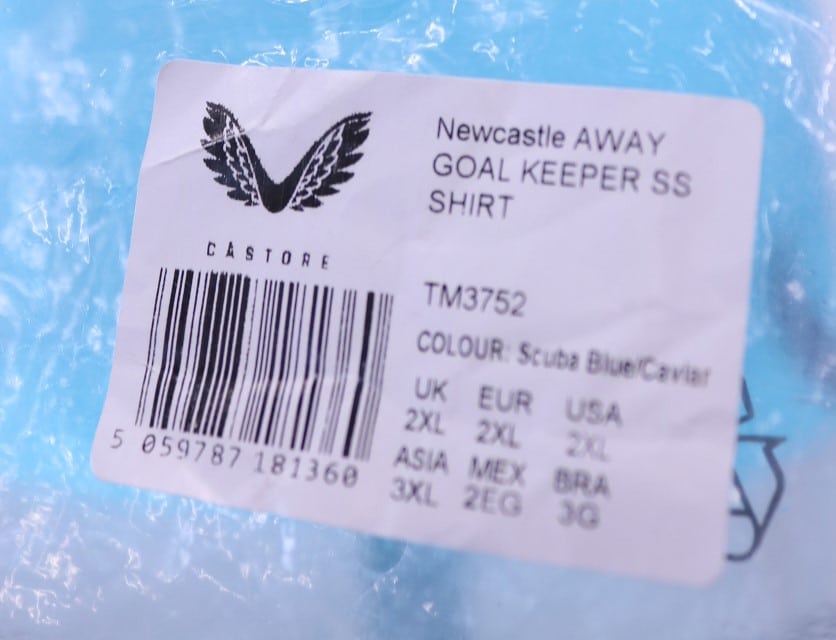 CASTORE
5 059787 181360
Newcastle AWAY
GOAL KEEPER SS
SHIRT
TM3752
COLOUR: Scuba Blue/Caviar
UK EUR USA
2XL 2XL 2XL
ASIA MEX BRA
3XL 2EG 3G